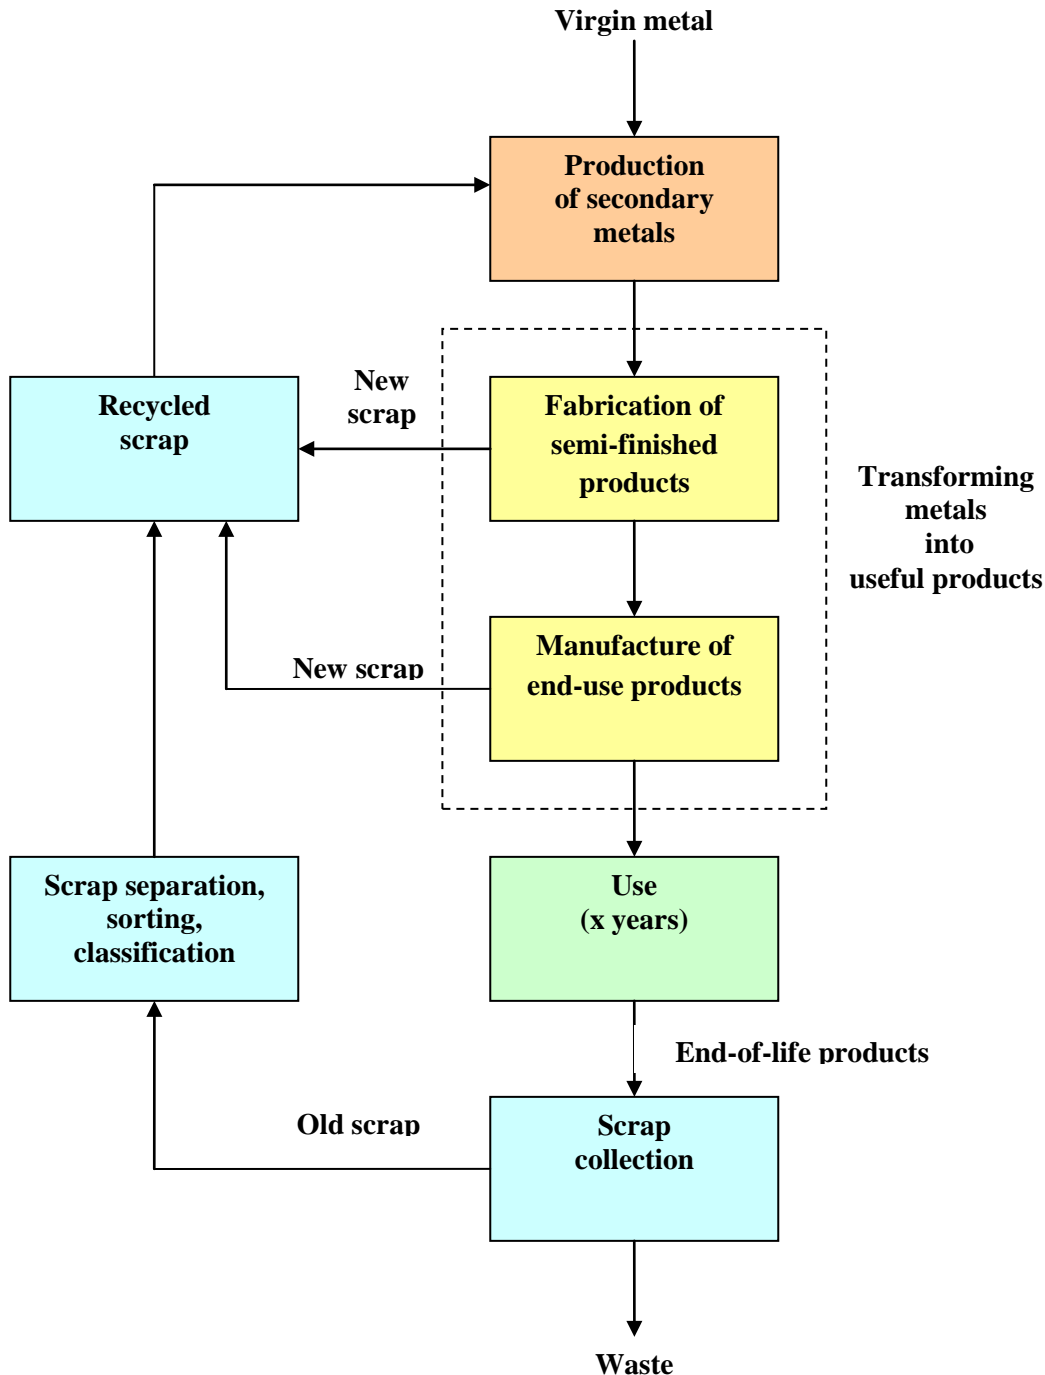 Virgin metal
Production
of secondary
metals
New
scrap
Recycled
scrap
Fabrication of
semi-finished
products
Transforming
metals
into
useful products
Manufacture of
end-use products
New scrap
Scrap separation,
sorting,
classification
Use
(x years)
End-of-life products
Old scrap
Scrap
collection
Waste